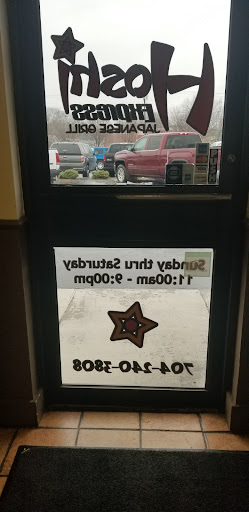 Hoshi
EXPRESS
JAPANESE GRILL
Sunday thru Saturday
11:00am - 9:00pm
704-240-3808